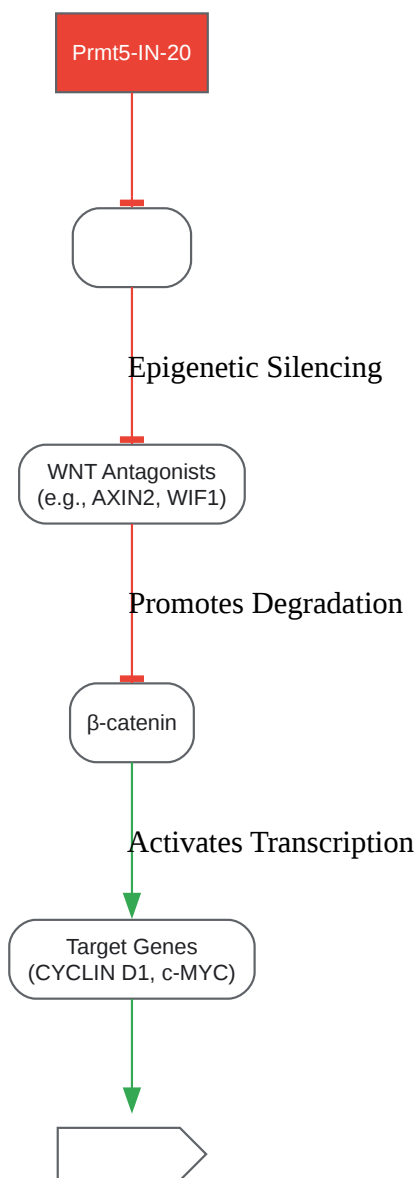 Prmt5-IN-20
Epigenetic Silencing
WNT Antagonists
(e.g., AXIN2, WIF1)
Promotes Degradation
β-catenin
Activates Transcription
Target Genes
(CYCLIN D1, c-MYC)